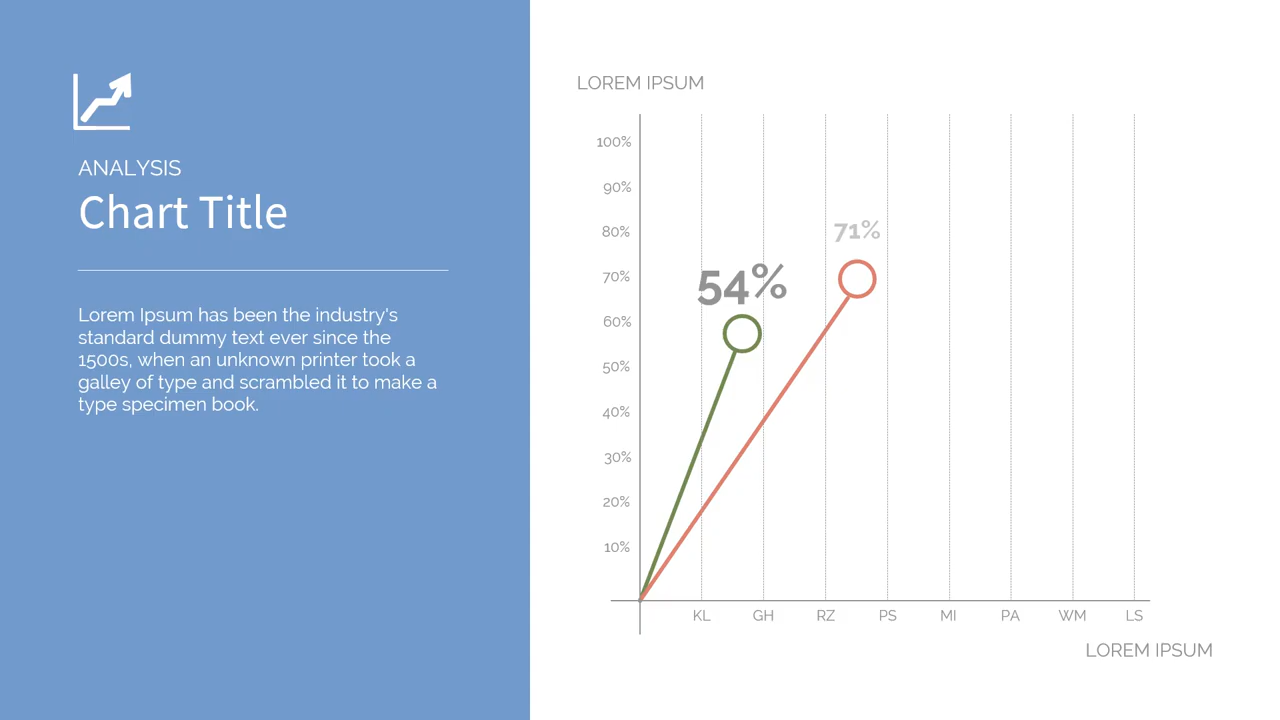 ANALYSIS
Chart Title
Lorem Ipsum has been the industry's
standard dummy text ever since the
1500s, when an unknown printer took a
galley of type and scrambled it to make a
type specimen book.
LOREM IPSUM
100%
90%
80%
70%
60%
50%
40%
30%
20%
10%
54%
71%
KL GH RZ PS MI PA WM LS
LOREM IPSUM